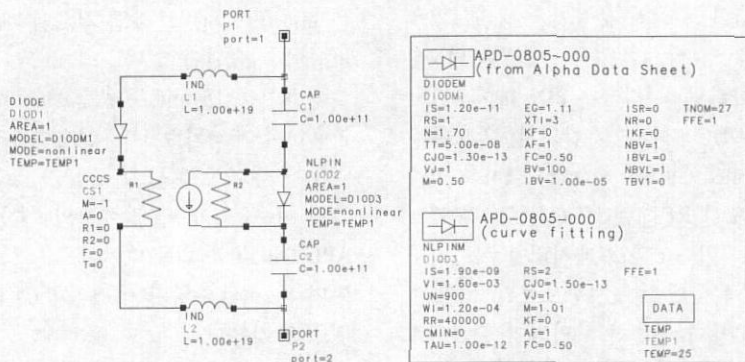 PORT
P1
port=1
IND
L1
L=1.00e+19
CAP
C1
C=1.00e+11
DIODE
DIOD1
AREA=1
MODEL=DIODM1
MODE=nonlinear
TEMP=TEMP1
CCCS
CS1
M=-1
A=0
R1=0
R2=0
F=0
T=0
R1
R2
NLPIN
DIOD2
AREA=1
MODEL=DIOD3
MODE=nonlinear
TEMP=TEMP1
CAP
C2
C=1.00e+11
IND
L2
L=1.00e+19
PORT
P2
port=2
APD-0805~000
(from Alpha Data Sheet)
DIODEM
DIODM1
IS=1.20e-11 EG=1.11 ISR=0 TNOM=27
RS=1 XTI=3 NR=0 FFE=1
N=1.70 KF=0 IKF=0
TT=5.00e-08 AF=1 NBV=1
CJO=1.30e-13 FC=0.50 IBVL=0
VJ=1 BV=100 NBVL=1
M=0.50 IBV=1.00e-05 TBV1=0
APD-0805-000
(curve fitting)
NLPINM
DIOD3
IS=1.90e-09 RS=2 FFE=1
VI=1.60e-03 CJO=1.50e-13
UN=900 VJ=1
WI=1.20e-04 M=1.01
RR=400000 KF=0
CMIN=0 AF=1
TAU=1.00e-12 FC=0.50
DATA
TEMP
TEMP1
TEMP=25